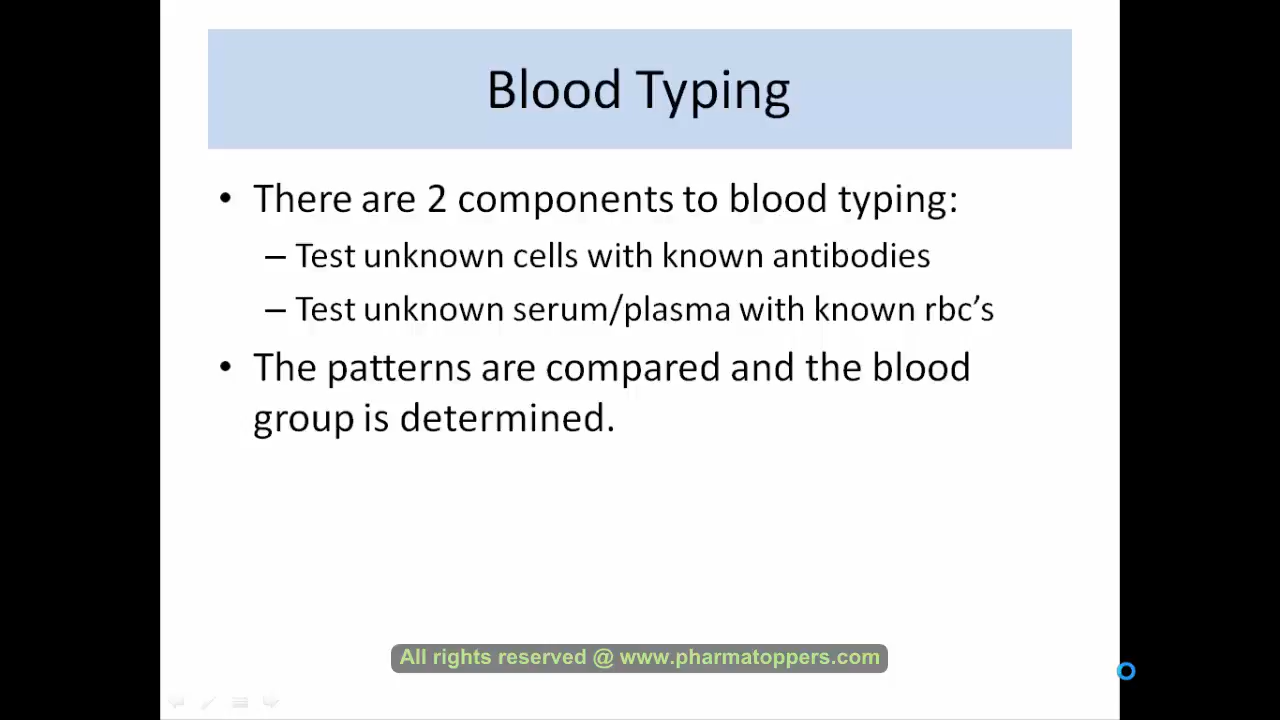 Blood Typing
• There are 2 components to blood typing:
– Test unknown cells with known antibodies
– Test unknown serum/plasma with known rbc’s
• The patterns are compared and the blood
group is determined.
All rights reserved @ www.pharmatoppers.com